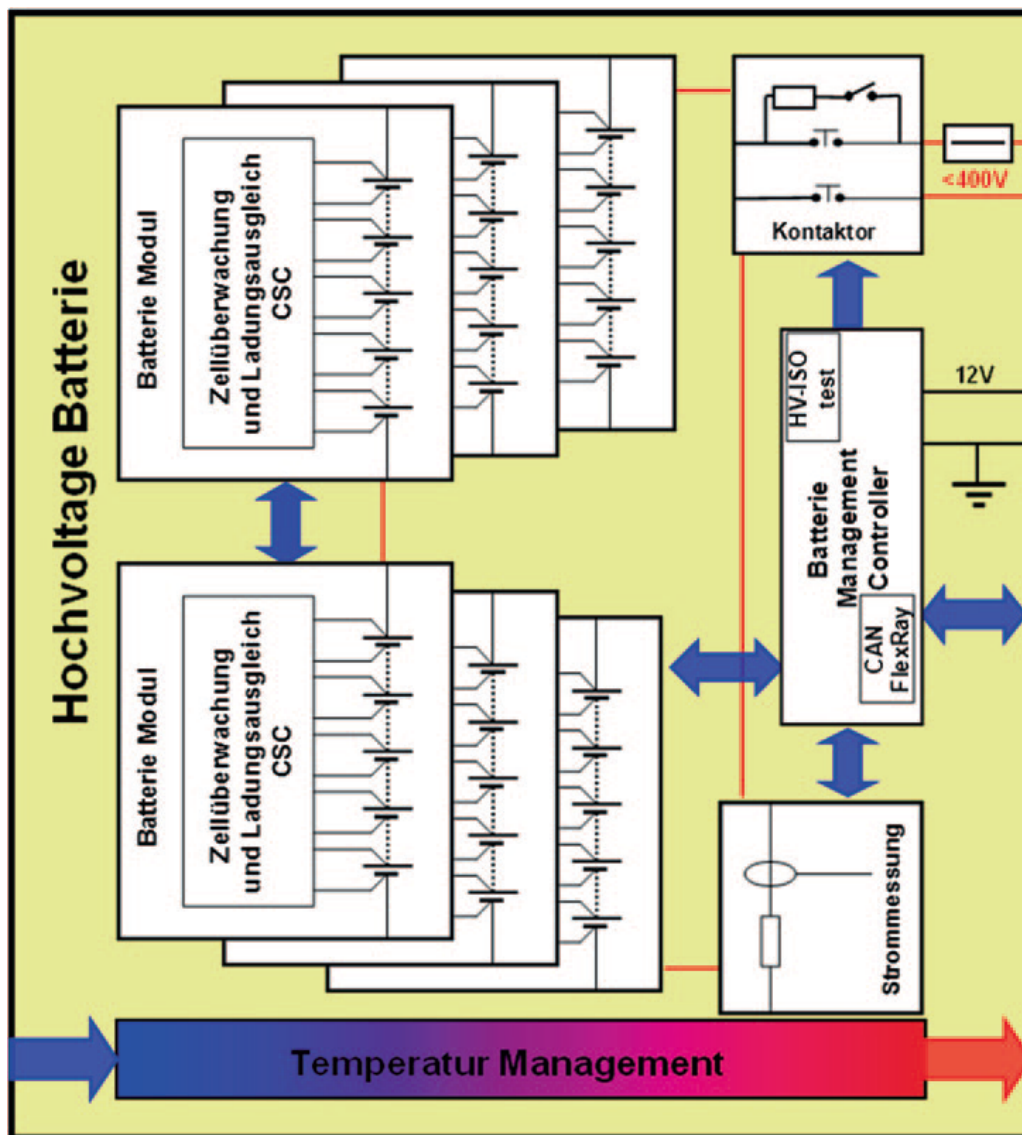 Hochvoltage Batterie
Batterie Modul
Zellüberwachung
und Ladungsausgleich
CSC
Kontaktor
<400V
HV-ISO
test
12V
Batterie
Management
Controller
CAN
FlexRay
Batterie Modul
Zellüberwachung
und Ladungsausgleich
CSC
Strommessung
Temperatur Management